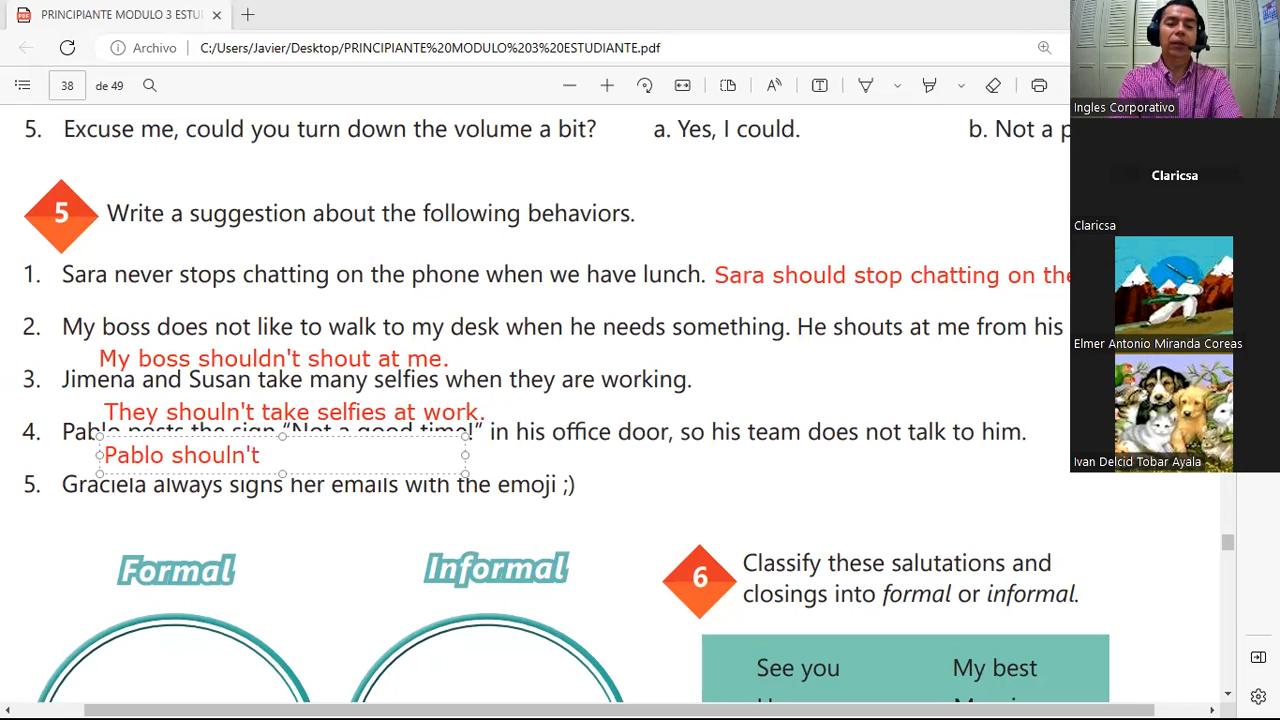 PRINCIPIANTE MODULO 3 ESTU
Archivo
C:/Users/Javier/Desktop/PRINCIPIANTE%20MODULO%203%20ESTUDIANTE.pdf
38 de 49
5. Excuse me, could you turn down the volume a bit? a. Yes, I could. b. Not a p
5 Write a suggestion about the following behaviors.
1. Sara never stops chatting on the phone when we have lunch. Sara should stop chatting on the
2. My boss does not like to walk to my desk when he needs something. He shouts at me from his
My boss shouldn't shout at me.
3. Jimena and Susan take many selfies when they are working.
They shouln't take selfies at work.
4. Pablo posts the sign “Not a good time!” in his office door, so his team does not talk to him.
Pablo shouln't
5. Graciela always signs her emails with the emoji ;)
Formal
Informal
6 Classify these salutations and
closings into formal or informal.
See you My best
Ingles Corporativo
Claricsa
Claricsa
Elmer Antonio Miranda Coreas
Ivan Delcid Tobar Ayala